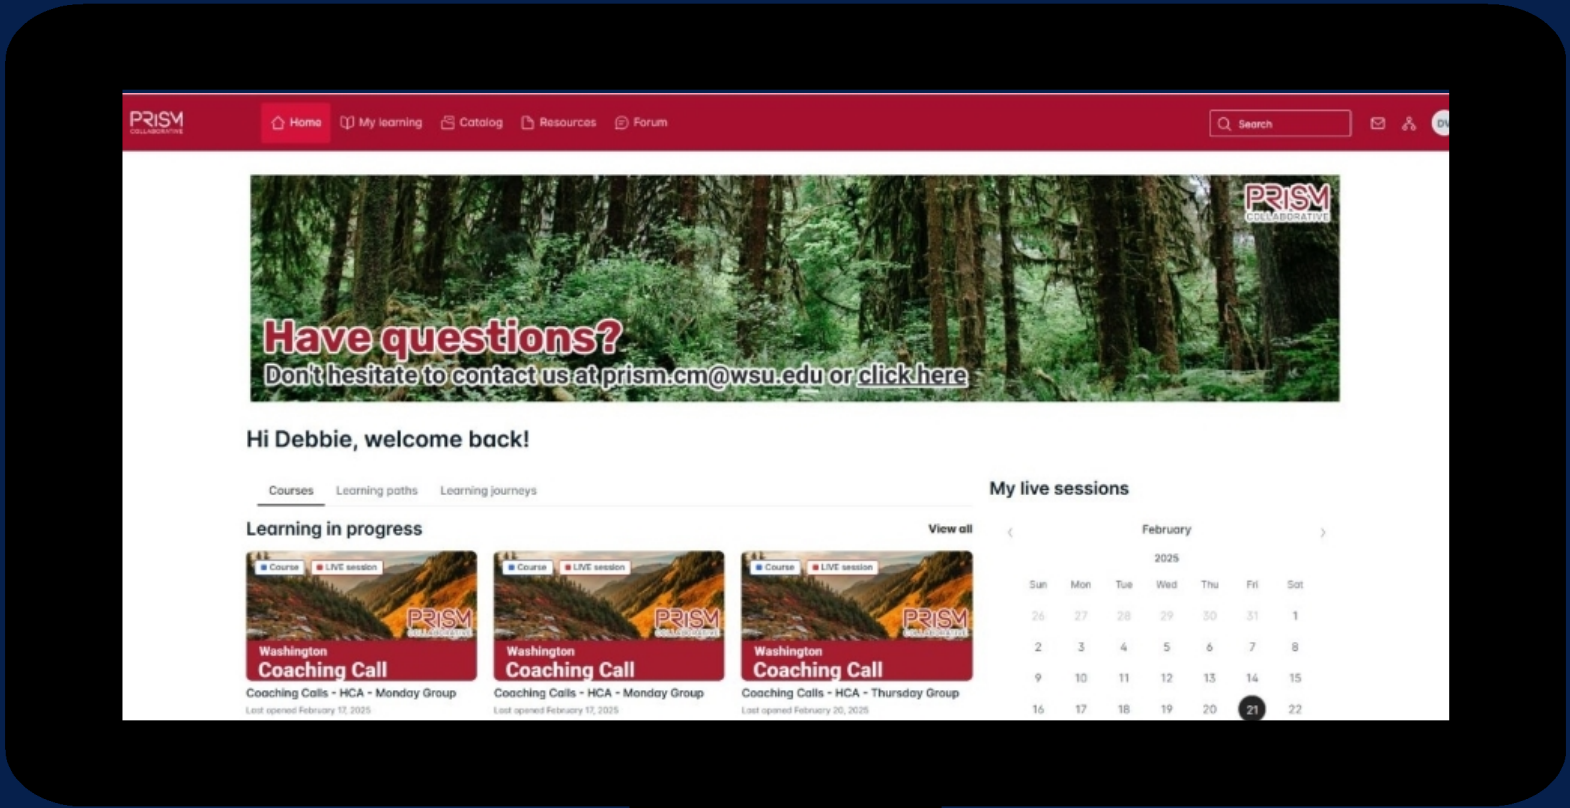 PRISM
COLLABORATIVE
Home
My learning
Catalog
Resources
Forum
Search
PRISM
COLLABORATIVE
Have questions?
Don't hesitate to contact us at prism.cm@wsu.edu or click here
Hi Debbie, welcome back!
Courses
Learning paths
Learning journeys
Learning in progress
View all
Course
LIVE session
PRISM
COLLABORATIVE
Washington
Coaching Call
Coaching Calls - HCA - Monday Group
Last opened February 17, 2025
Course
LIVE session
PRISM
COLLABORATIVE
Washington
Coaching Call
Coaching Calls - HCA - Monday Group
Last opened February 17, 2025
Course
LIVE session
PRISM
COLLABORATIVE
Washington
Coaching Call
Coaching Calls - HCA - Thursday Group
Last opened February 20, 2025
My live sessions
February
2025
Sun Mon Tue Wed Thu Fri Sat
26 27 28 29 30 31 1
2 3 4 5 6 7 8
9 10 11 12 13 14 15
16 17 18 19 20 21 22